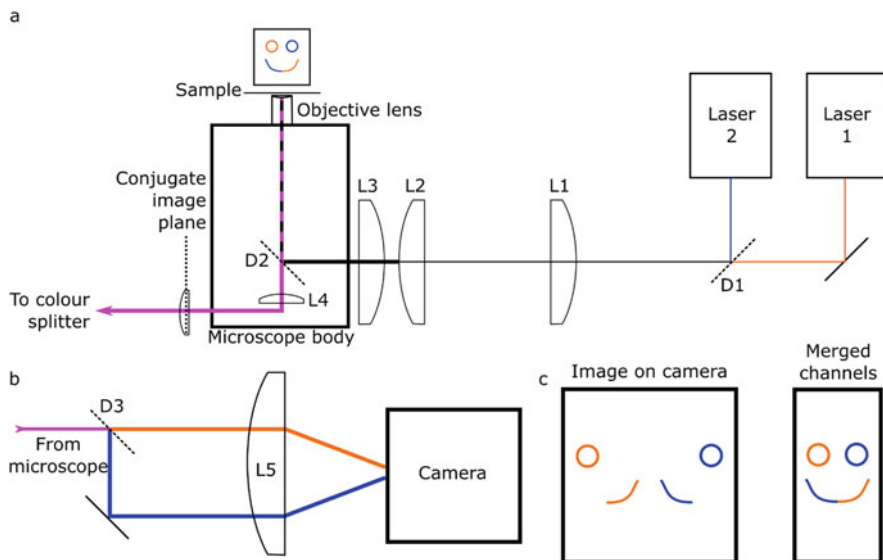 a
Sample
Objective lens
Laser
2
Laser
1
Conjugate
image
plane
L3
L2
L1
D2
D1
L4
To colour
splitter
Microscope body
b
D3
From
microscope
L5
Camera
c
Image on camera
Merged
channels